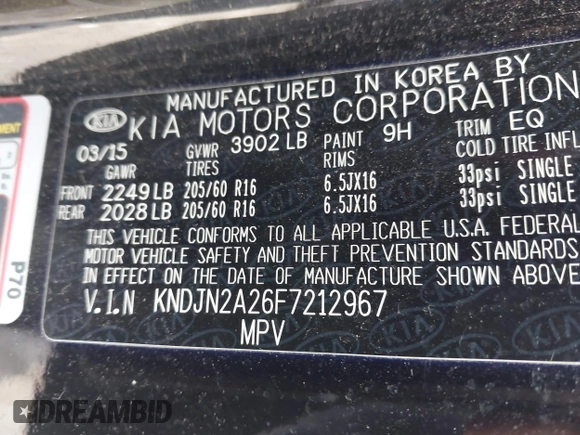 MANUFACTURED IN KOREA BY
KIA KIA MOTORS CORPORATION
03/15 GVWR 3902 LB PAINT 9H TRIM EQ
GAWR TIRES RIMS COLD TIRE INFL
FRONT 2249 LB 205/60 R16 6.5JX16 33psi SINGLE
REAR 2028 LB 205/60 R16 6.5JX16 33psi SINGLE
THIS VEHICLE CONFORMS TO ALL APPLICABLE U.S.A. FEDERAL
MOTOR VEHICLE SAFETY AND THEFT PREVENTION STANDARDS
IN EFFECT ON THE DATE OF MANUFACTURE SHOWN ABOVE
V.I.N KNDJN2A26F7212967
MPV
P70
DREAMBID